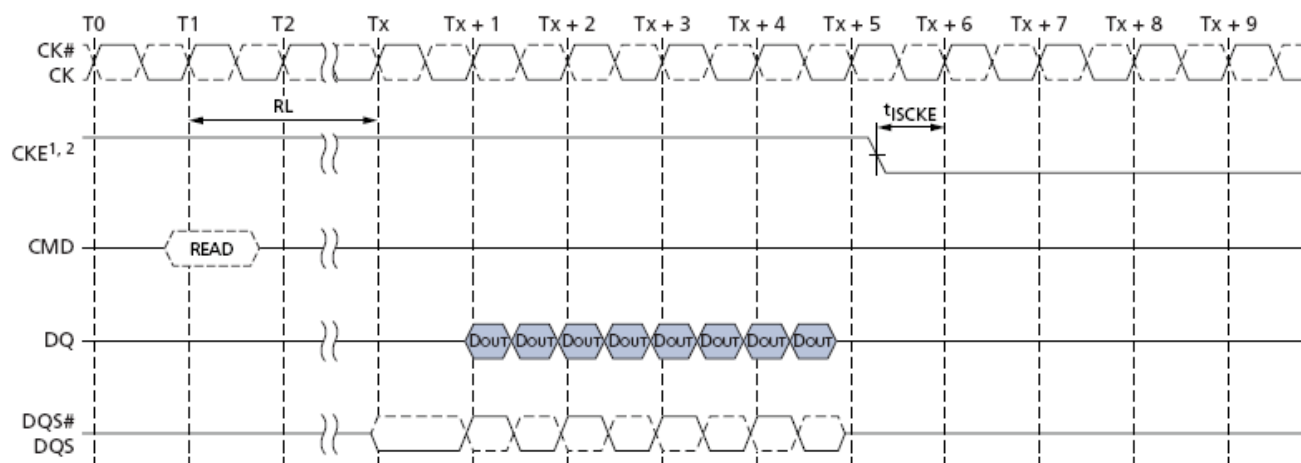 T0 T1 T2 Tx Tx + 1 Tx + 2 Tx + 3 Tx + 4 Tx + 5 Tx + 6 Tx + 7 Tx + 8 Tx + 9
CK#
CK
RL
tISCKE
CKE1, 2
CMD READ
DQ DOUT DOUT DOUT DOUT DOUT DOUT DOUT DOUT
DQS#
DQS